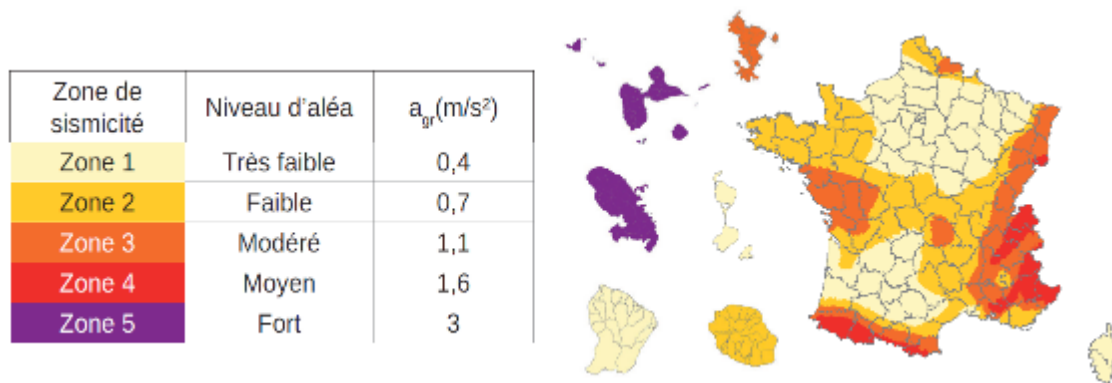 Zone de sismicité Niveau d'aléa a_gr(m/s²)
Zone 1 Très faible 0,4
Zone 2 Faible 0,7
Zone 3 Modéré 1,1
Zone 4 Moyen 1,6
Zone 5 Fort 3